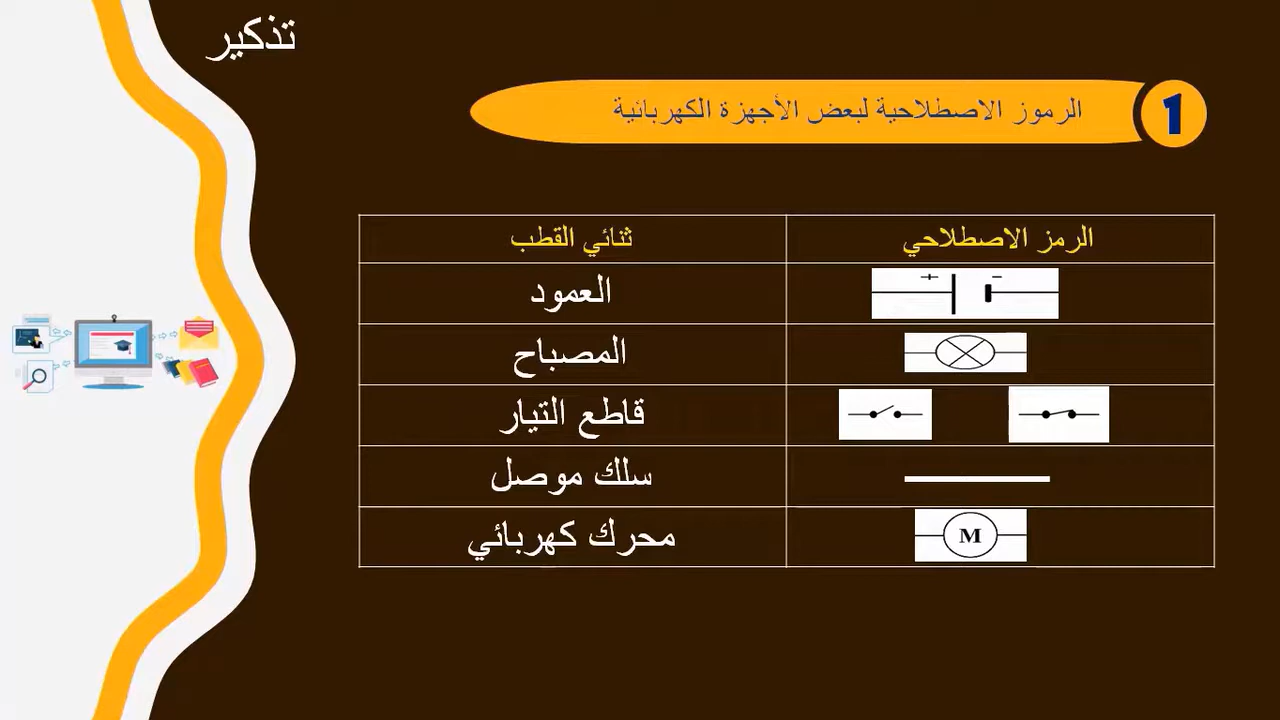 تذكير
1
الرموز الاصطلاحية لبعض الأجهزة الكهربائية
الرمز الاصطلاحي
ثنائي القطب
+ −
العمود
المصباح
قاطع التيار
سلك موصل
M
محرك كهربائي